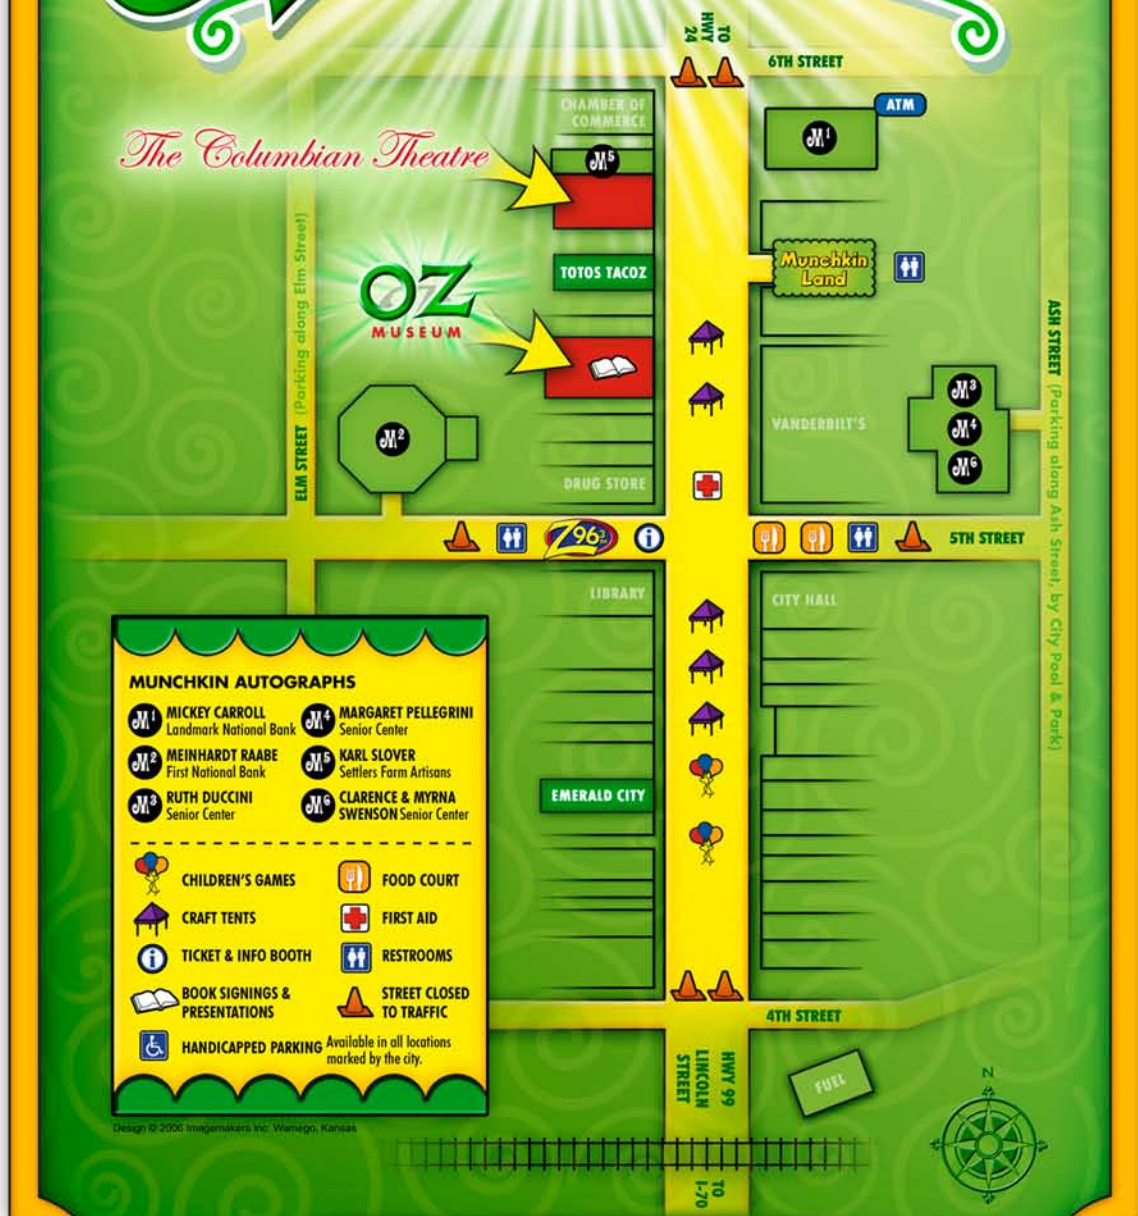 TO
HWY
24
6TH STREET
ATM
CHAMBER OF
COMMERCE
M1
The Columbian Theatre
M5
ELM STREET (Parking along Elm Street)
TOTOS TACOZ
Munchkin
Land
OZ
MUSEUM
ASH STREET (Parking along Ash Street, by City Pool & Park)
M2
VANDERBILT'S
M3
M4
M6
DRUG STORE
Z96.3
i
5TH STREET
LIBRARY
CITY HALL
EMERALD CITY
MUNCHKIN AUTOGRAPHS
M1 MICKEY CARROLL
Landmark National Bank
M2 MEINHARDT RAABE
First National Bank
M3 RUTH DUCCINI
Senior Center
M4 MARGARET PELLEGRINI
Senior Center
M5 KARL SLOVER
Settlers Farm Artisans
M6 CLARENCE & MYRNA
SWENSON Senior Center
CHILDREN'S GAMES
FOOD COURT
CRAFT TENTS
FIRST AID
i TICKET & INFO BOOTH
RESTROOMS
BOOK SIGNINGS &
PRESENTATIONS
STREET CLOSED
TO TRAFFIC
HANDICAPPED PARKING Available in all locations
marked by the city.
Design © 2006 Imagemakers Inc. Wamego, Kansas
4TH STREET
HWY 99
LINCOLN
STREET
FUEL
N
TO
I-70